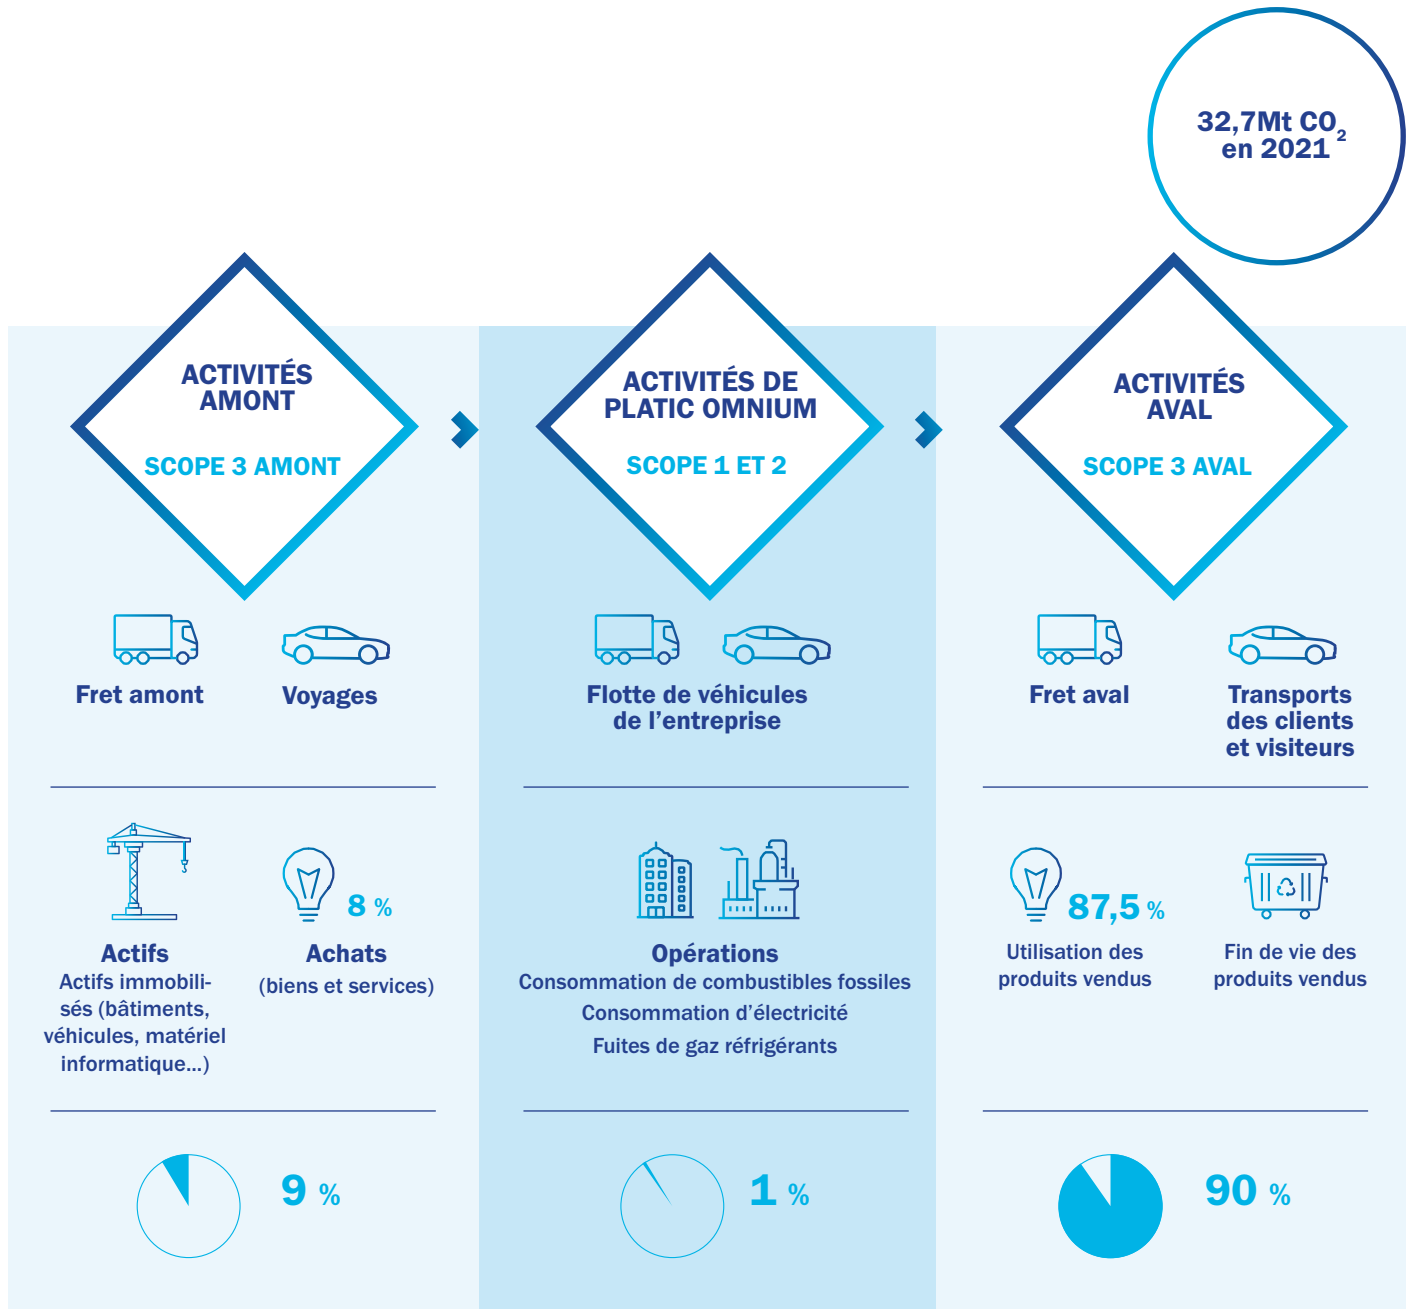 32,7Mt CO2
en 2021
ACTIVITÉS
AMONT
SCOPE 3 AMONT
ACTIVITÉS DE
PLATIC OMNIUM
SCOPE 1 ET 2
ACTIVITÉS
AVAL
SCOPE 3 AVAL
Fret amont
Voyages
Flotte de véhicules
de l’entreprise
Fret aval
Transports
des clients
et visiteurs
Actifs
Actifs immobili-
sés (bâtiments,
véhicules, matériel
informatique...)
8 %
Achats
(biens et services)
Opérations
Consommation de combustibles fossiles
Consommation d’électricité
Fuites de gaz réfrigérants
87,5 %
Utilisation des
produits vendus
Fin de vie des
produits vendus
9 %
1 %
90 %